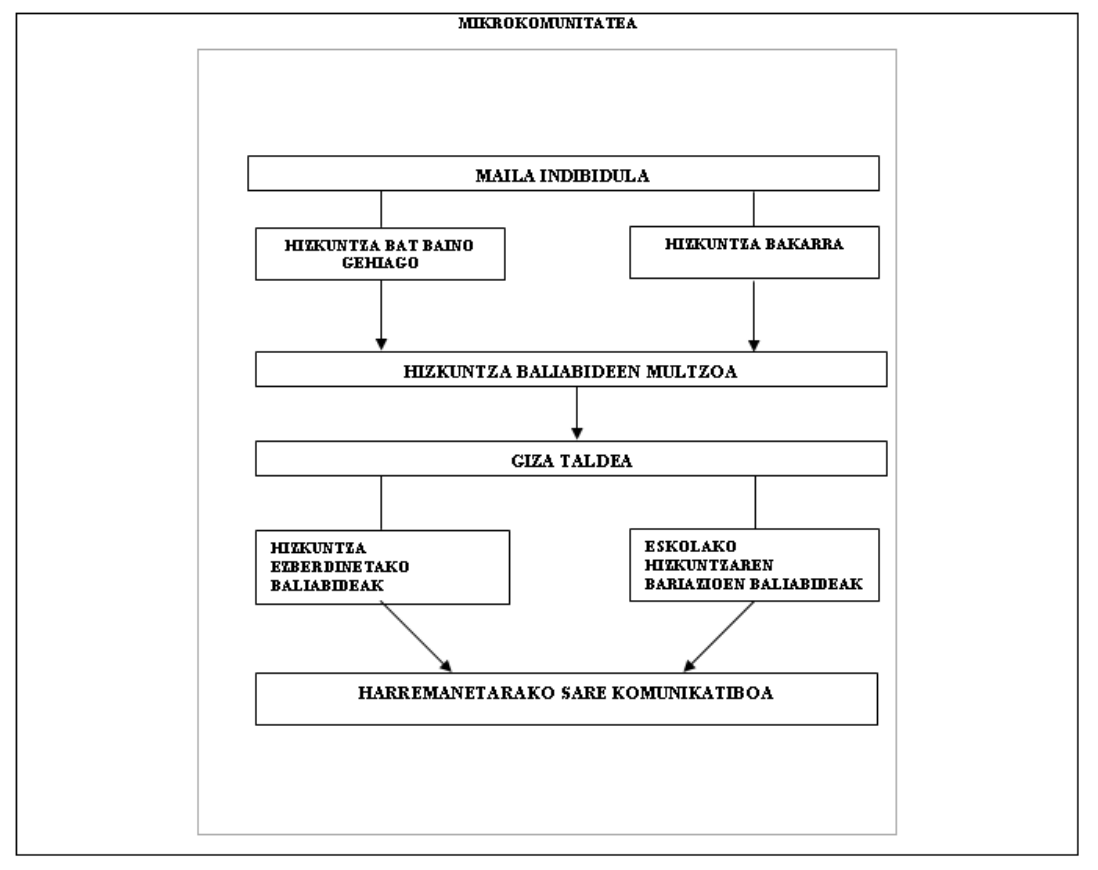 MIKROKOMUNITATEA
MAILA INDIBIDULA
HIZKUNTZA BAT BAINO
GEHIAGO
HIZKUNTZA BAKARRA
HIZKUNTZA BALIABIDEEN MULTZOA
GIZA TALDEA
HIZKUNTZA
EZBERDINETAKO
BALIABIDEAK
ESKOLAKO
HIZKUNTZAREN
BARIAZIOEN BALIABIDEAK
HARREMANETARAKO SARE KOMUNIKATIBOA